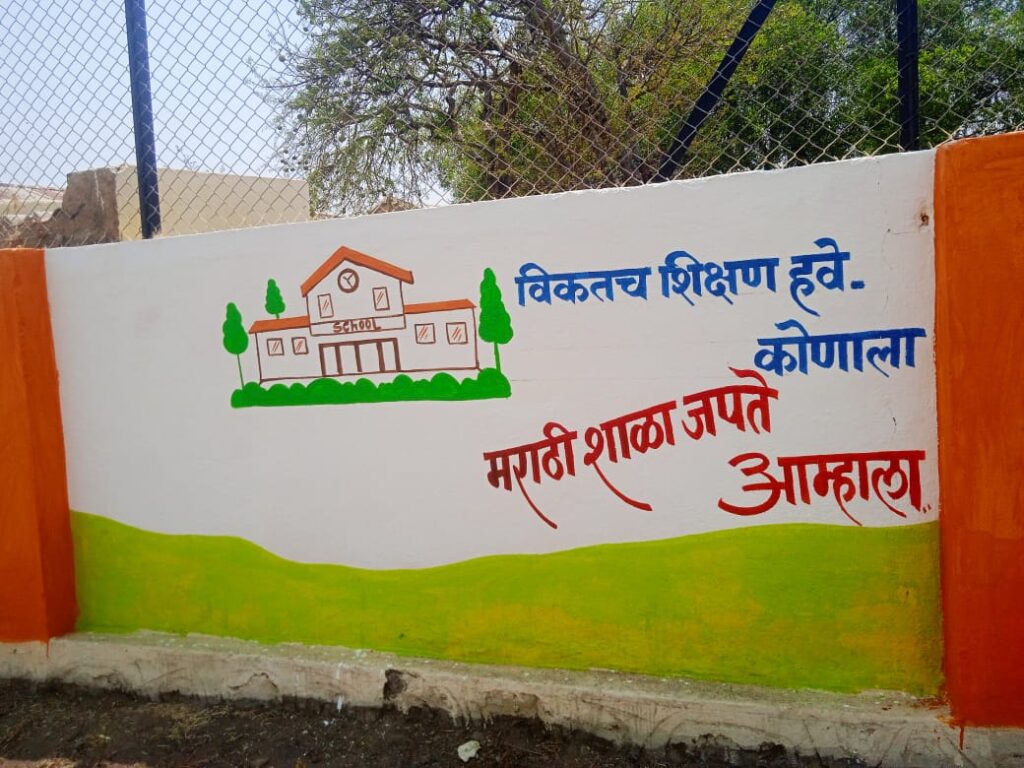 SCHOOL
विकतच शिक्षण हवे-
कोणाला
मराठी शाळा जपते
आम्हाला..